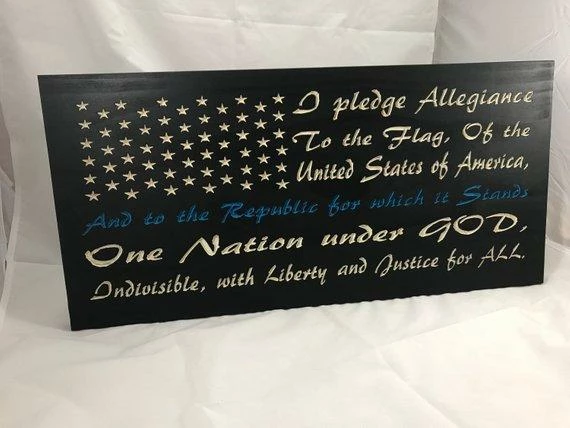 I pledge Allegiance
To the Flag, Of the
United States of America,
And to the Republic for which it Stands
One Nation under GOD,
Indivisible, with Liberty and Justice for ALL.